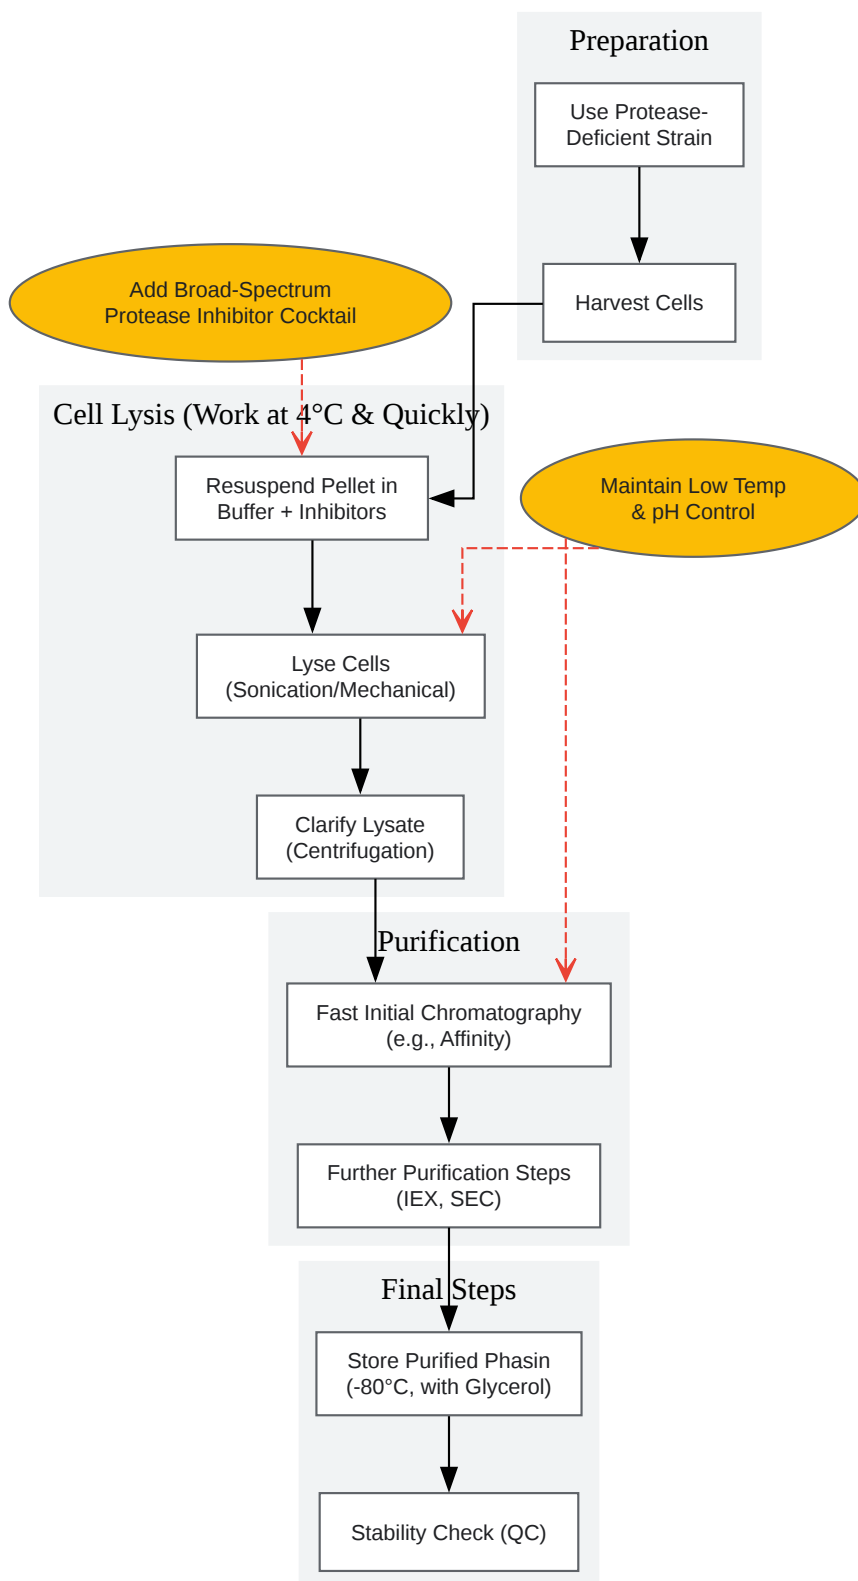 Preparation
Use Protease-
Deficient Strain
Harvest Cells
Add Broad-Spectrum
Protease Inhibitor Cocktail
Cell Lysis (Work at 4°C & Quickly)
Resuspend Pellet in
Buffer + Inhibitors
Maintain Low Temp
& pH Control
Lyse Cells
(Sonication/Mechanical)
Clarify Lysate
(Centrifugation)
Purification
Fast Initial Chromatography
(e.g., Affinity)
Further Purification Steps
(IEX, SEC)
Final Steps
Store Purified Phasin
(-80°C, with Glycerol)
Stability Check (QC)